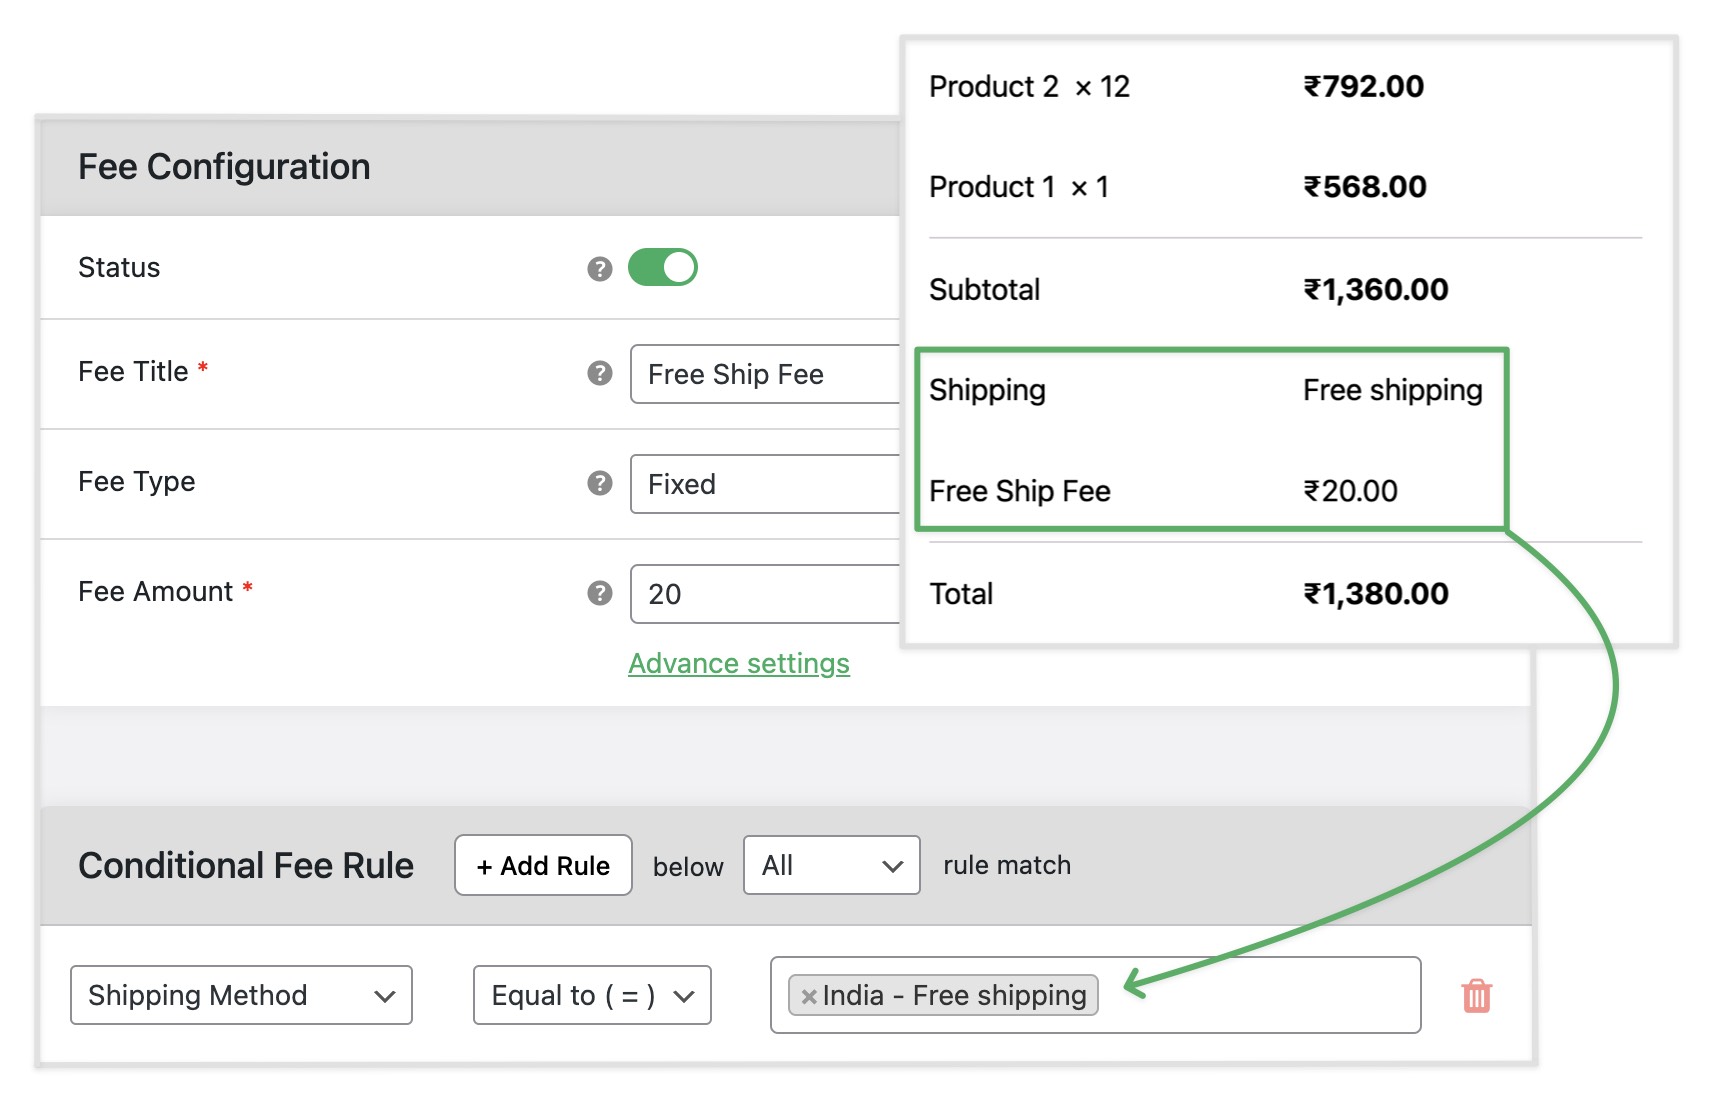 Fee Configuration
Status ?
Fee Title * ? Free Ship Fee
Fee Type ? Fixed
Fee Amount * ? 20
Advance settings
Product 2 × 12 ₹792.00
Product 1 × 1 ₹568.00
Subtotal ₹1,360.00
Shipping Free shipping
Free Ship Fee ₹20.00
Total ₹1,380.00
Conditional Fee Rule + Add Rule below All rule match
Shipping Method Equal to ( = ) ×India - Free shipping